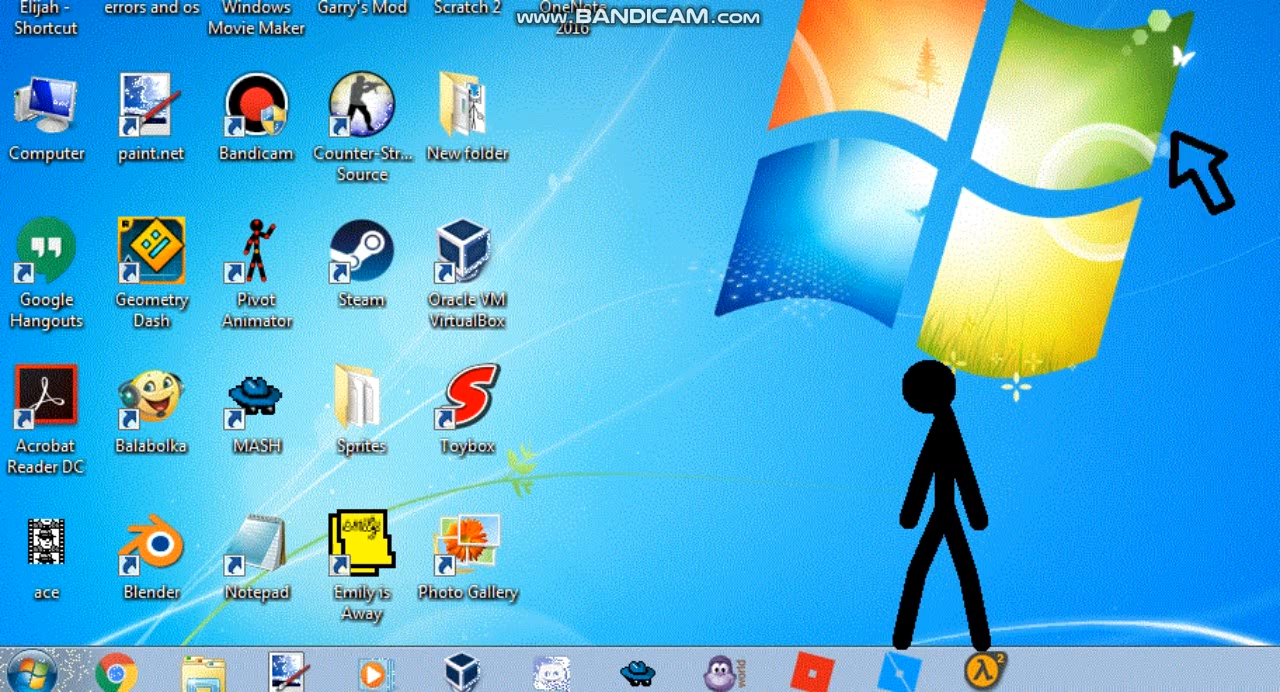 Elijah -
Shortcut
errors and os
Windows
Movie Maker
Garry's Mod
Scratch 2
OneNote
2016
www.BANDICAM.com
Computer
paint.net
Bandicam
Counter-Str...
Source
New folder
Google
Hangouts
Geometry
Dash
Pivot
Animator
Steam
Oracle VM
VirtualBox
Acrobat
Reader DC
Balabolka
MASH
Sprites
Toybox
ace
Blender
Notepad
Emily is
Away
Photo Gallery
world
2